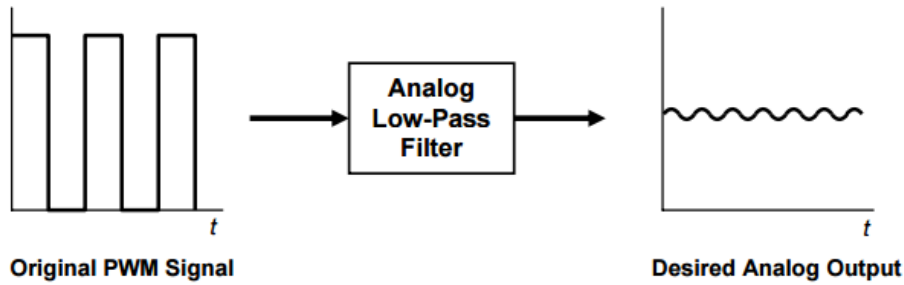 Analog
Low-Pass
Filter
t
t
Original PWM Signal
Desired Analog Output